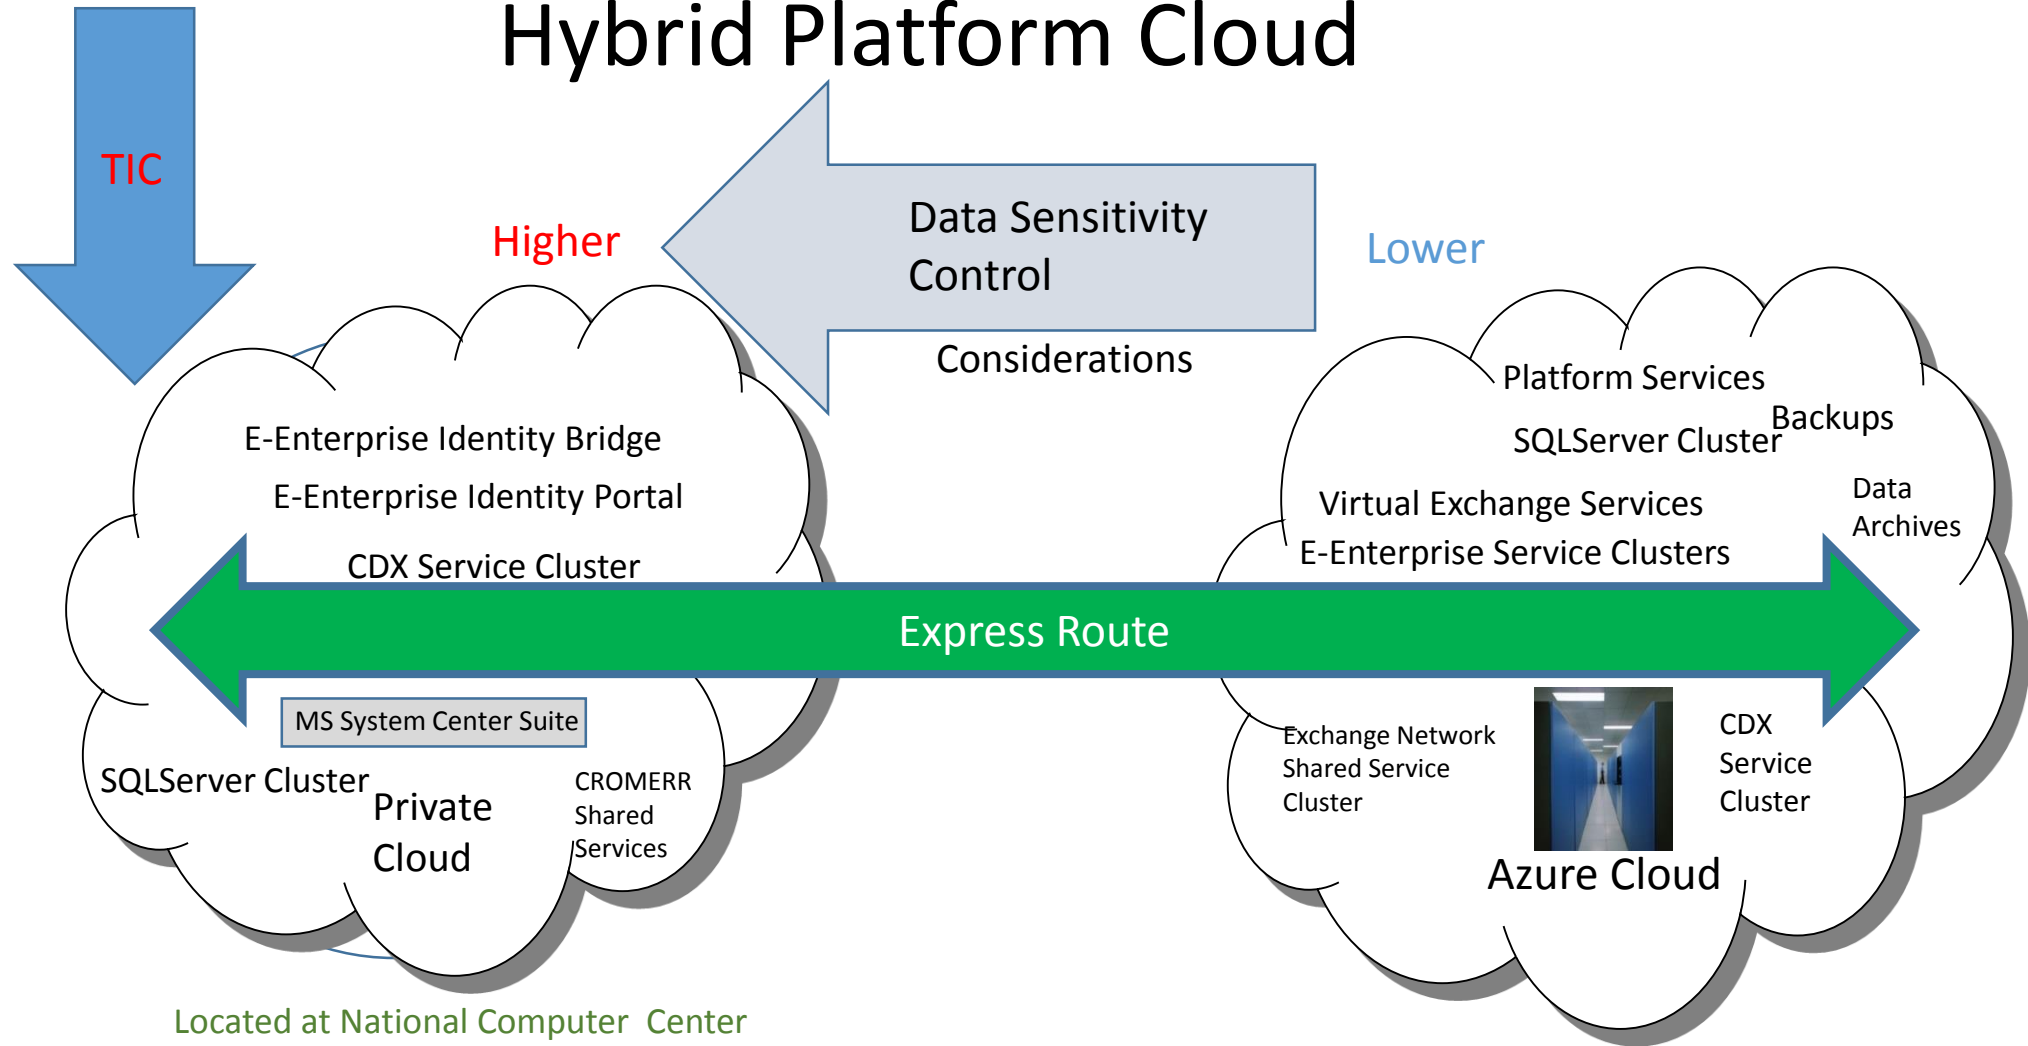 Hybrid Platform Cloud
TIC
Higher
Data Sensitivity
Control
Considerations
Lower
E-Enterprise Identity Bridge
E-Enterprise Identity Portal
CDX Service Cluster
Platform Services
Backups
SQLServer Cluster
Data
Archives
Virtual Exchange Services
E-Enterprise Service Clusters
Express Route
MS System Center Suite
SQLServer Cluster
Private
Cloud
CROMERR
Shared
Services
Exchange Network
Shared Service
Cluster
CDX
Service
Cluster
Azure Cloud
Located at National Computer  Center